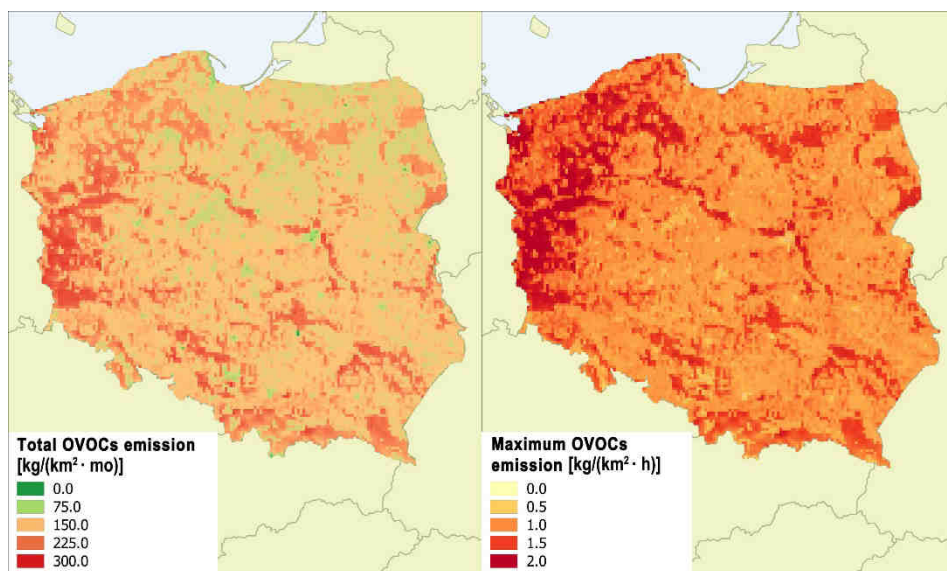 Total OVOCs emission
[kg/(km² · mo)]
0.0
75.0
150.0
225.0
300.0
Maximum OVOCs
emission [kg/(km² · h)]
0.0
0.5
1.0
1.5
2.0